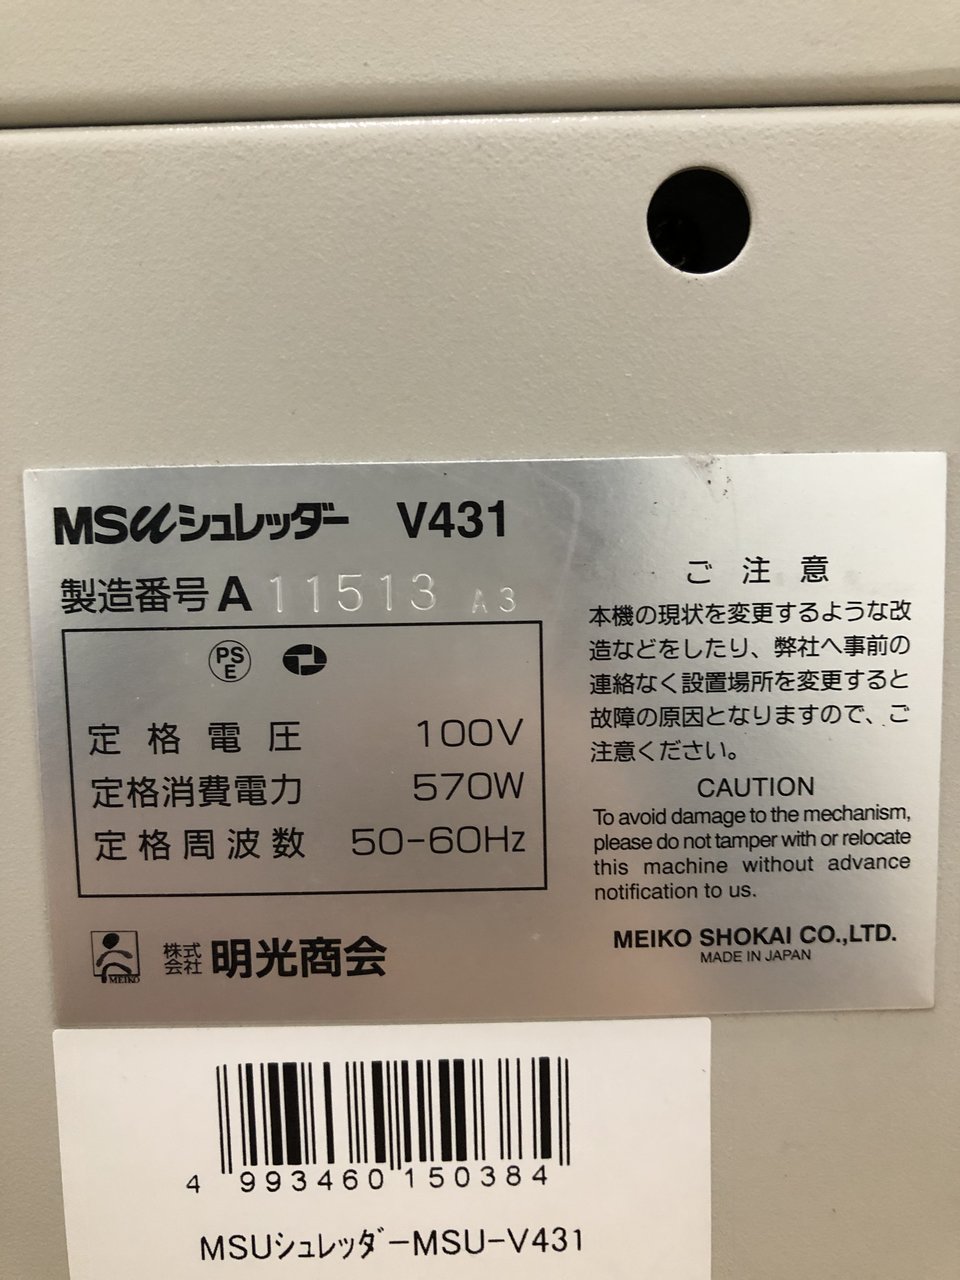 MSuシュレッダー V431
製造番号 A 11513 A3
PS
E
定格電圧 100V
定格消費電力 570W
定格周波数 50-60Hz
MEIKO
株式
会社 明光商会
ご注意
本機の現状を変更するような改
造などをしたり、弊社へ事前の
連絡なく設置場所を変更すると
故障の原因となりますので、ご
注意ください。
CAUTION
To avoid damage to the mechanism,
please do not tamper with or relocate
this machine without advance
notification to us.
MEIKO SHOKAI CO.,LTD.
MADE IN JAPAN
4 993460 150384
MSUシュレッダーMSU-V431